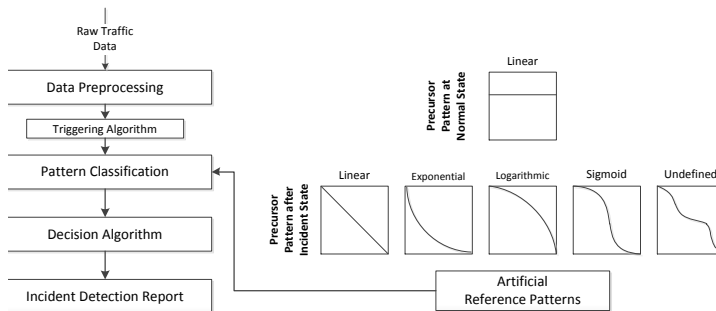 Raw Traffic
Data
Data Preprocessing
Triggering Algorithm
Pattern Classification
Decision Algorithm
Incident Detection Report
Precursor
Pattern at
Normal State
Linear
Precursor
Pattern after
Incident State
Linear
Exponential
Logarithmic
Sigmoid
Undefined
Artificial
Reference Patterns